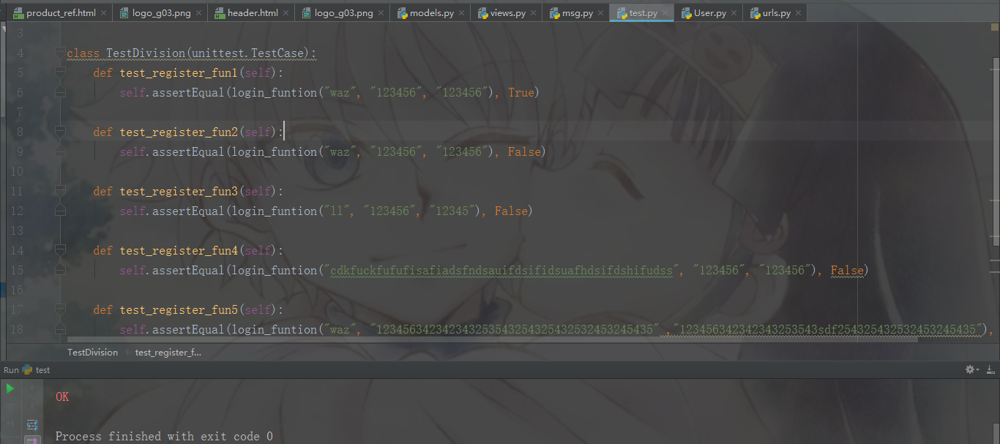 product_ref.html logo_g03.png header.html logo_g03.png models.py views.py msg.py test.py User.py urls.py
3
4 class TestDivision(unittest.TestCase):
5 def test_register_fun1(self):
6 self.assertEqual(login_funtion("waz", "123456", "123456"), True)
7
8 def test_register_fun2(self):
9 self.assertEqual(login_funtion("waz", "123456", "123456"), False)
10
11 def test_register_fun3(self):
12 self.assertEqual(login_funtion("ll", "123456", "12345"), False)
13
14 def test_register_fun4(self):
15 self.assertEqual(login_funtion("cdkfuckfufufisafiadsfndsauifdsifidsuafhdsifdshifudss", "123456", "123456"), False)
16
17 def test_register_fun5(self):
18 self.assertEqual(login_funtion("waz", "123456342342343253543254325432532453245435" ,"123456342342343253543sdf2543254325332453245435"),
TestDivision test_register_f...
Run test
OK
Process finished with exit code 0